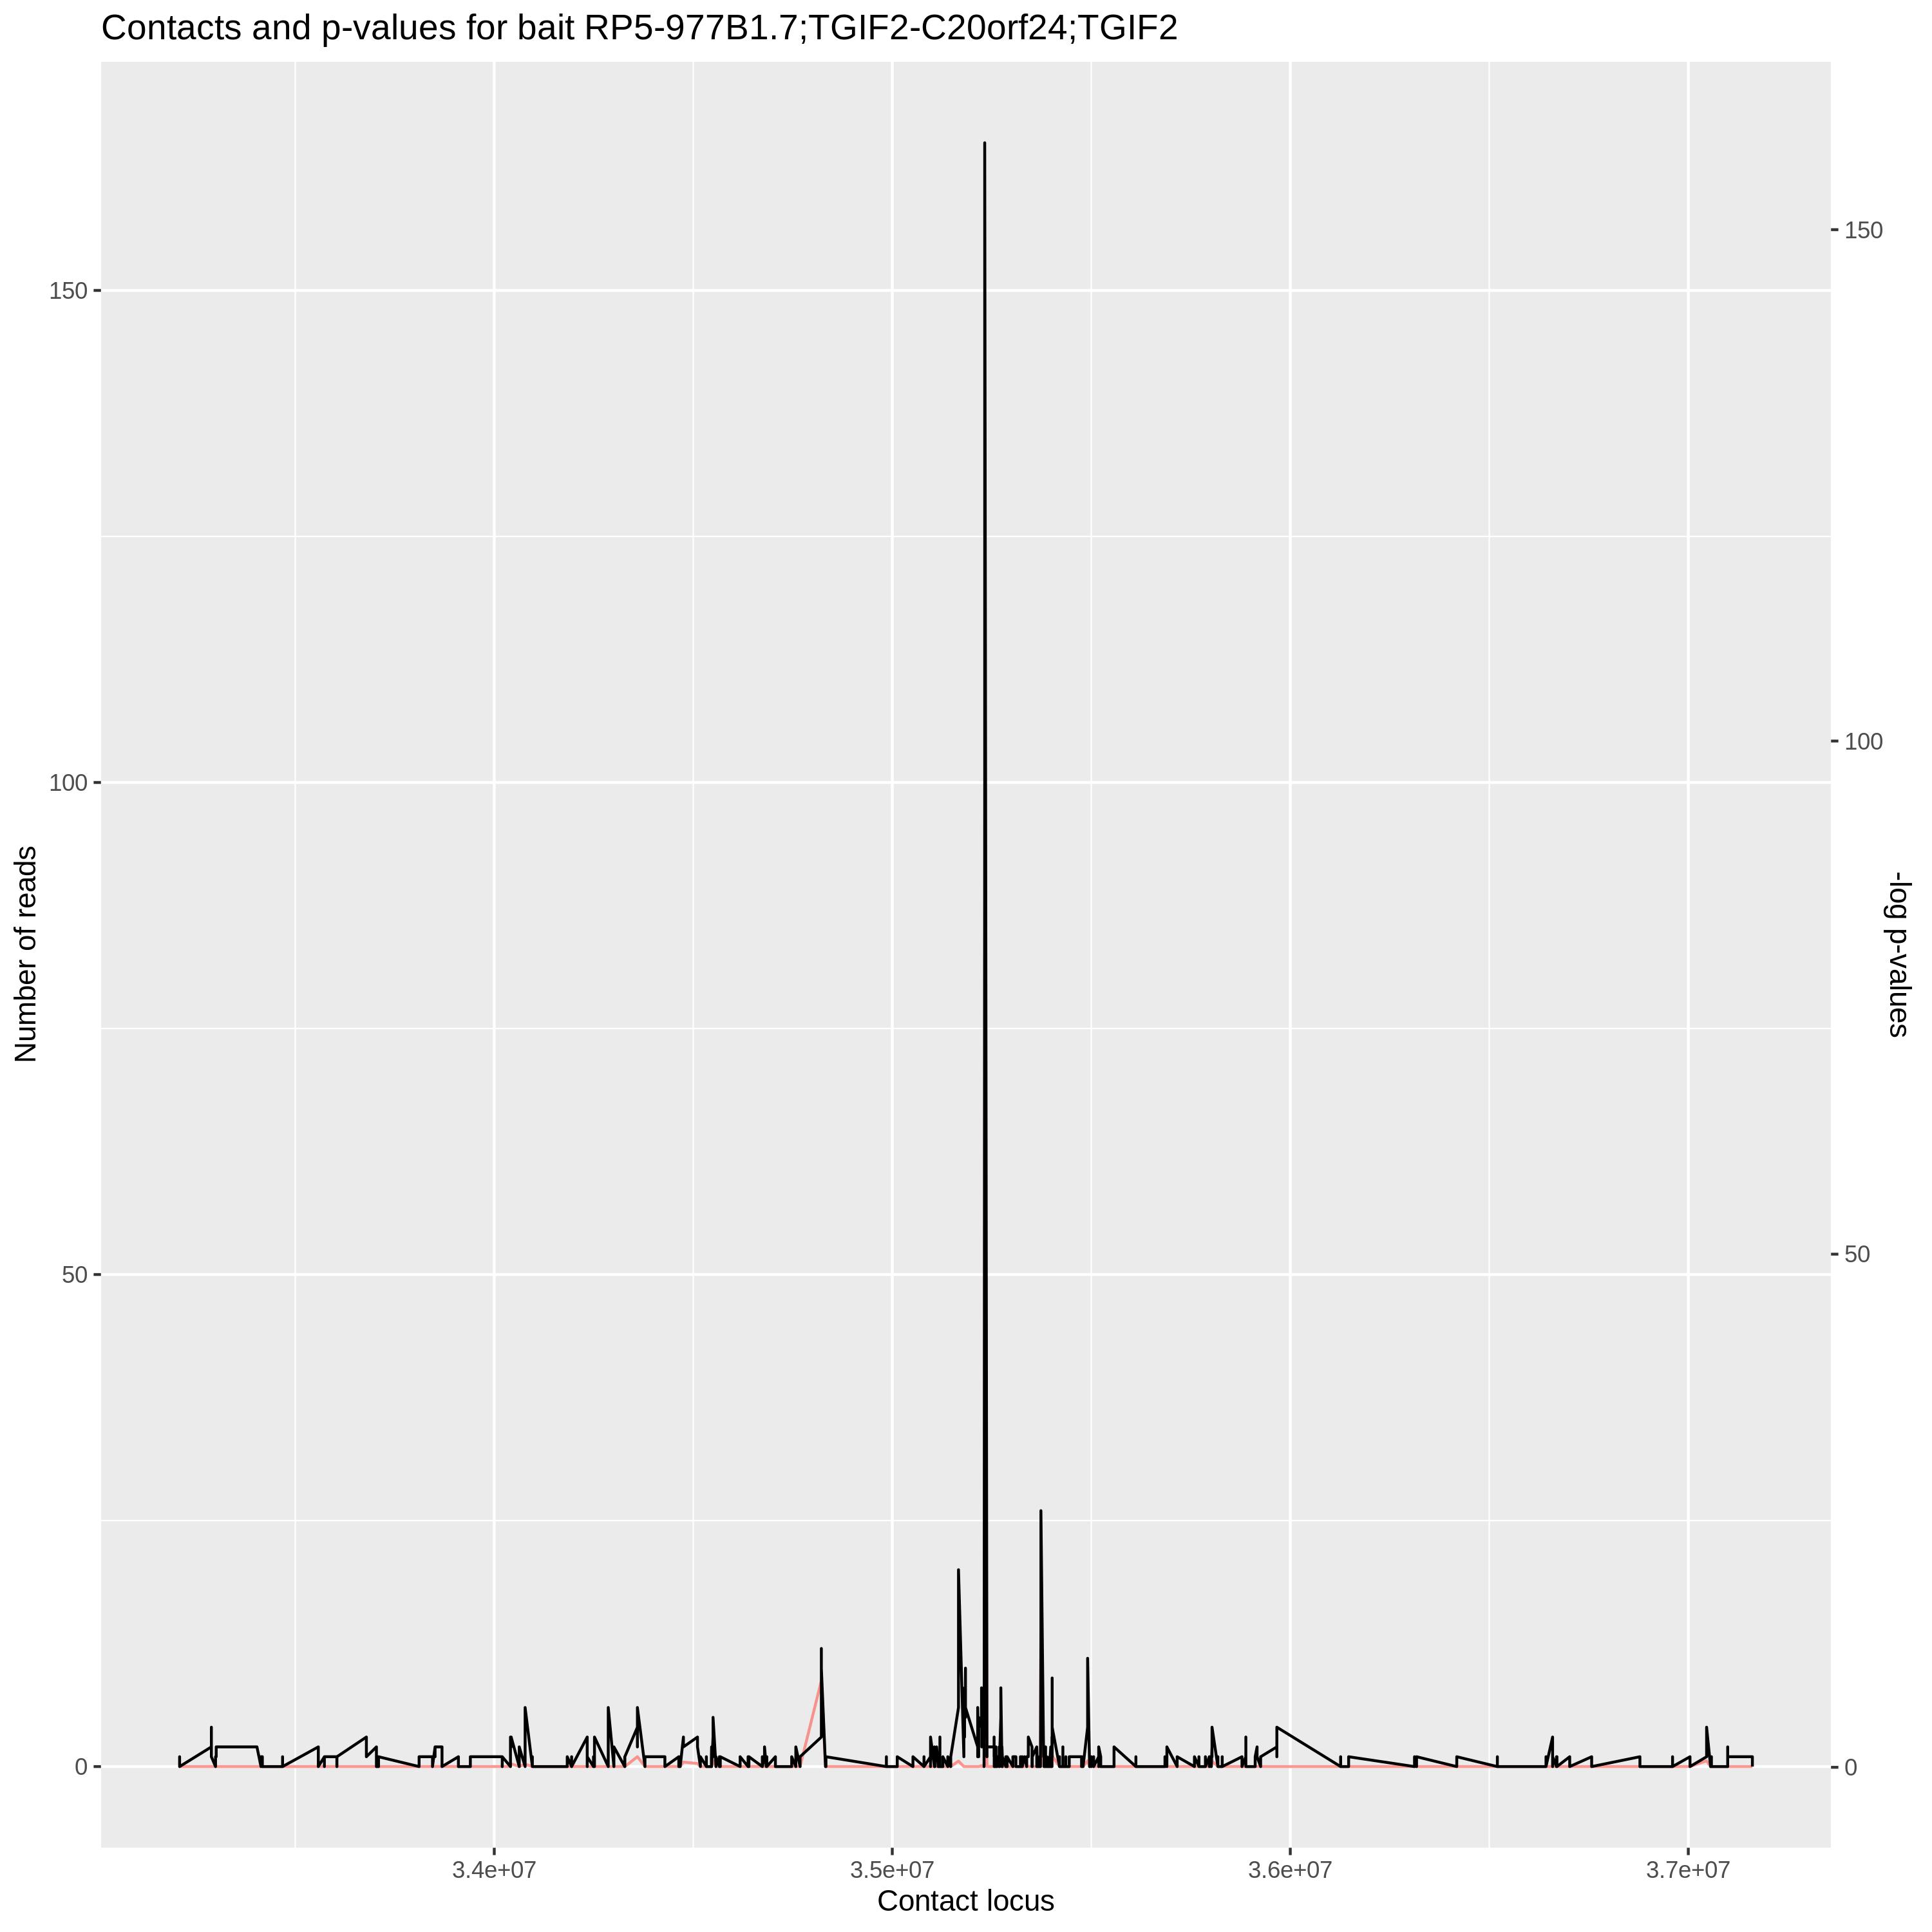 Contacts and p-values for bait RP5-977B1.7;TGIF2-C20orf24;TGIF2
150
100
50
0
Number of reads
150
100
50
0
-log p-values
3.4e+07
3.5e+07
3.6e+07
3.7e+07
Contact locus